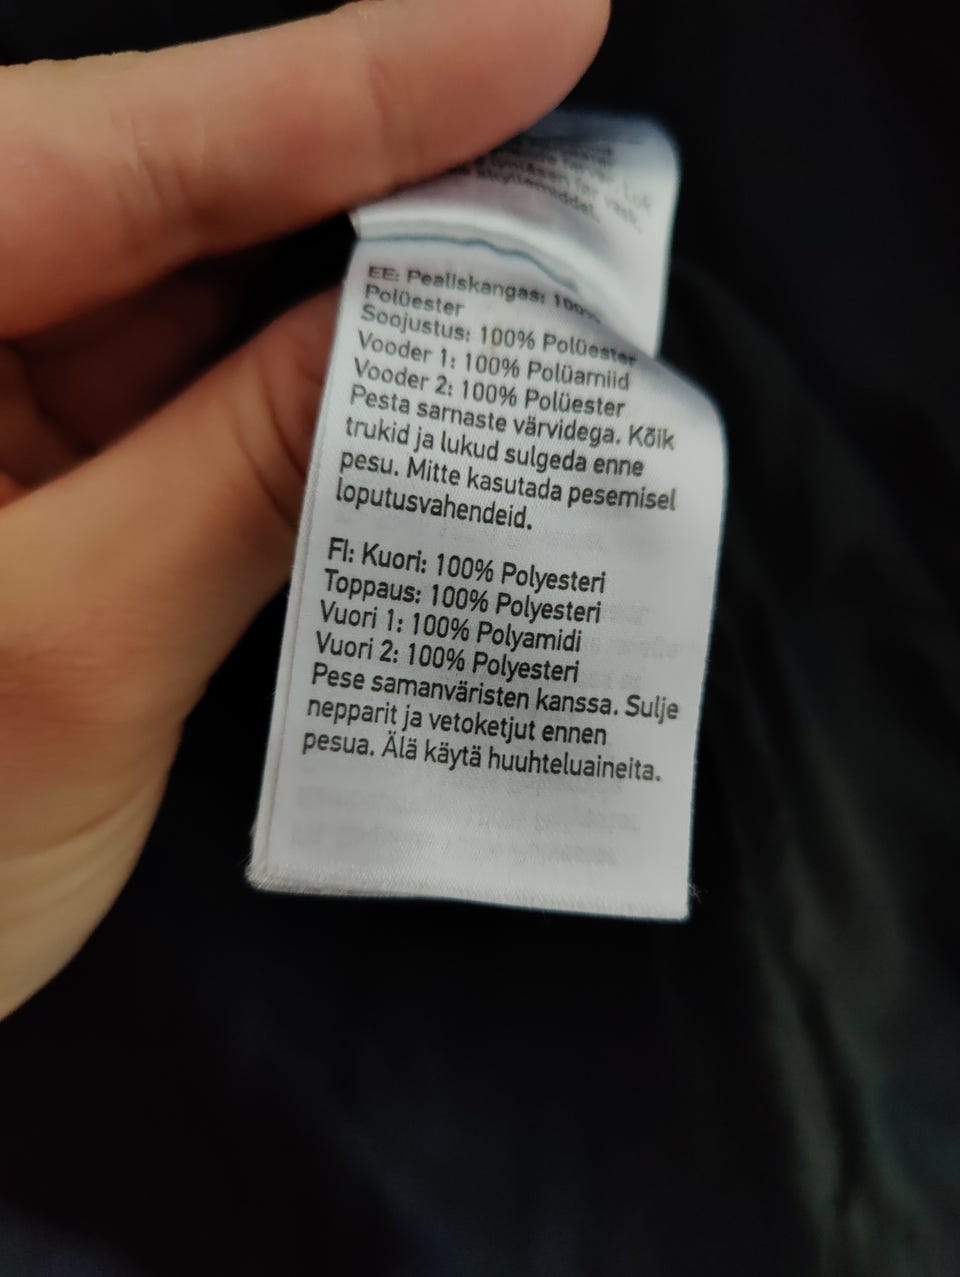 EE: Pealiskangas: 100%
Polüester
Soojustus: 100% Polüester
Vooder 1: 100% Polüamiid
Vooder 2: 100% Polüester
Pesta sarnaste värvidega. Kõik
trukid ja lukud sulgeda enne
pesu. Mitte kasutada pesemisel
loputusvahendeid.
FI: Kuori: 100% Polyesteri
Toppaus: 100% Polyesteri
Vuori 1: 100% Polyamidi
Vuori 2: 100% Polyesteri
Pese samanväristen kanssa. Sulje
nepparit ja vetoketjut ennen
pesua. Älä käytä huuhteluaineita.